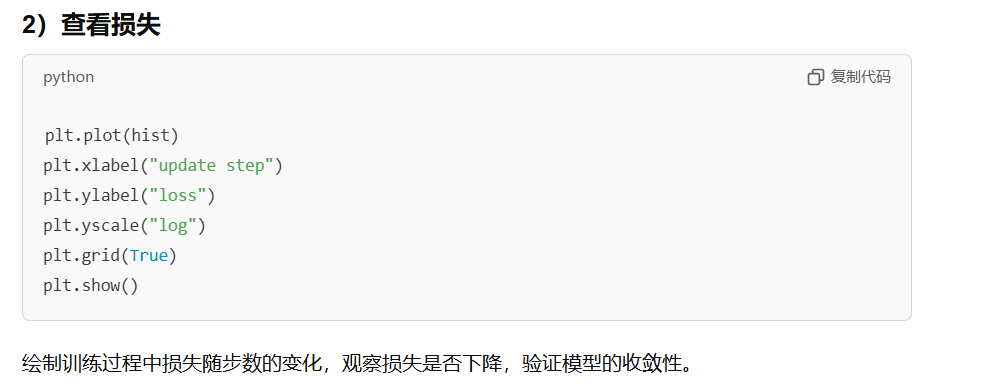 2）查看损失
python
复制代码
plt.plot(hist)
plt.xlabel("update step")
plt.ylabel("loss")
plt.yscale("log")
plt.grid(True)
plt.show()
绘制训练过程中损失随步数的变化，观察损失是否下降，验证模型的收敛性。